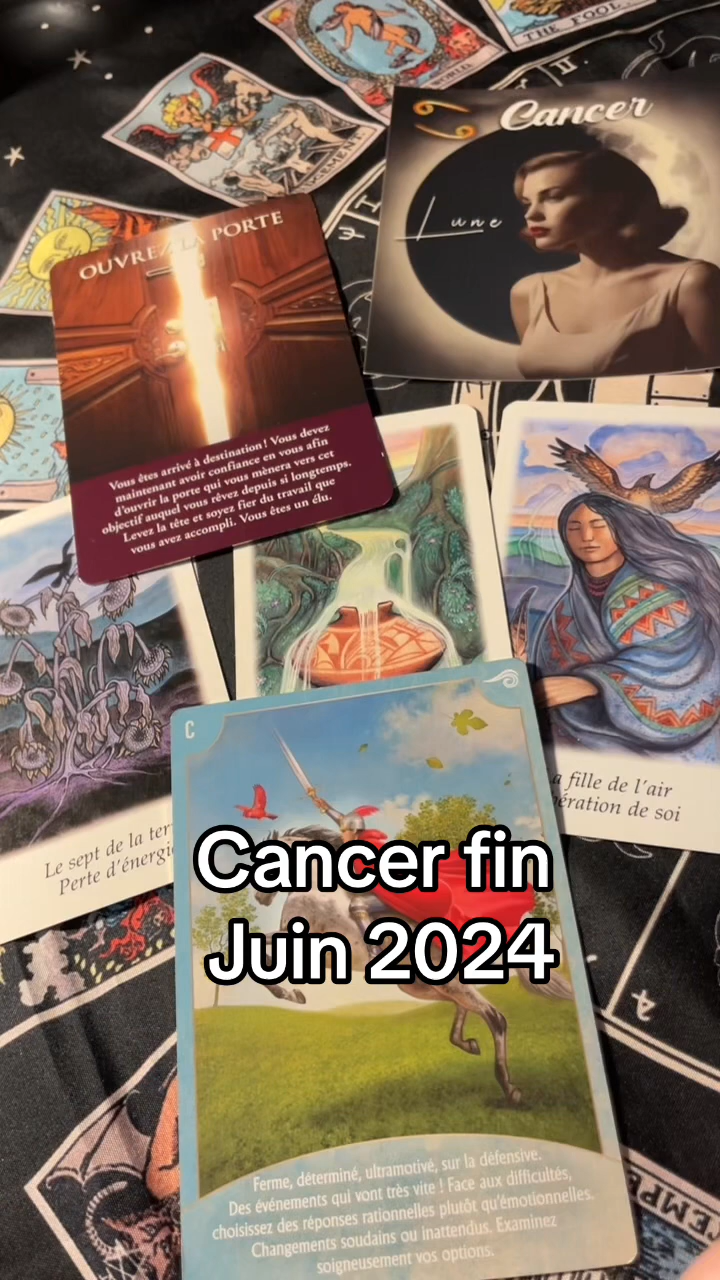 THE FOOL
II
WORLD
JUGEMENT
Cancer
Lune
OUVREZ LA PORTE
Vous êtes arrivé à destination ! Vous devez
maintenant avoir confiance en vous afin
d'ouvrir la porte qui vous mènera vers cet
objectif auquel vous rêvez depuis si longtemps.
Levez la tête et soyez fier du travail que
vous avez accompli. Vous êtes un élu.
Le sept de la
Perte
a fille de l'air
ération de soi
C
Cancer fin
Juin 2024
Ferme, déterminé, ultramotivé, sur la défensive.
Des événements qui vont très vite ! Face aux difficultés,
choisissez des réponses rationnelles plutôt qu'émotionnelles.
Changements soudains ou inattendus. Examinez
soigneusement vos options.